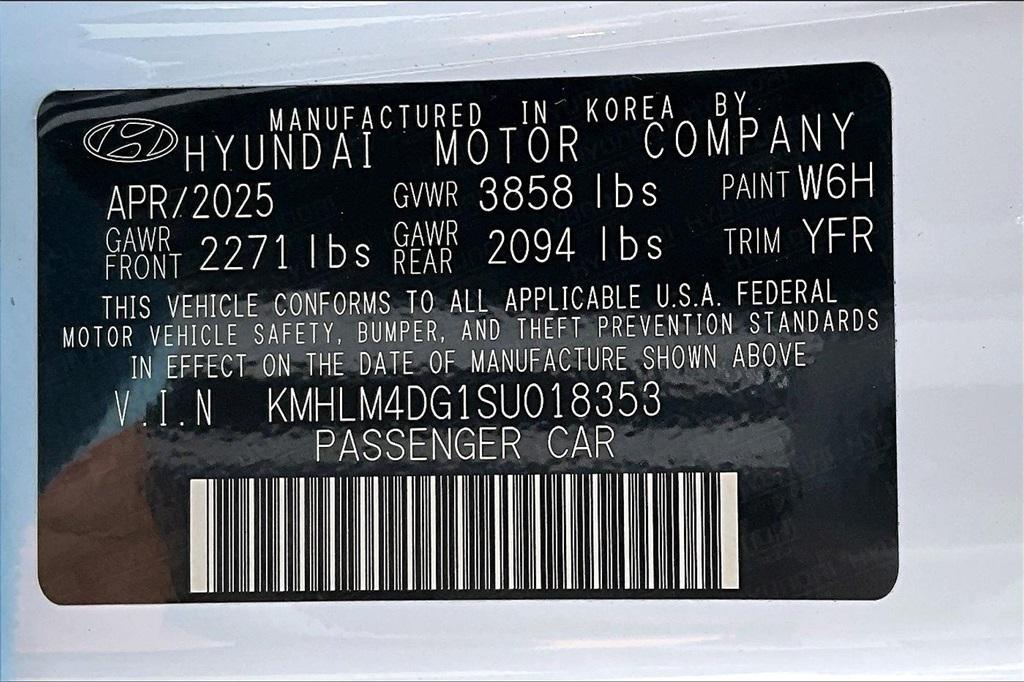 MANUFACTURED IN KOREA BY
HYUNDAI MOTOR COMPANY
APR/2025 GVWR 3858 lbs PAINT W6H
GAWR FRONT 2271 lbs GAWR REAR 2094 lbs TRIM YFR
THIS VEHICLE CONFORMS TO ALL APPLICABLE U.S.A. FEDERAL
MOTOR VEHICLE SAFETY, BUMPER, AND THEFT PREVENTION STANDARDS
IN EFFECT ON THE DATE OF MANUFACTURE SHOWN ABOVE
V.I.N KMHLM4DG1SU018353
PASSENGER CAR